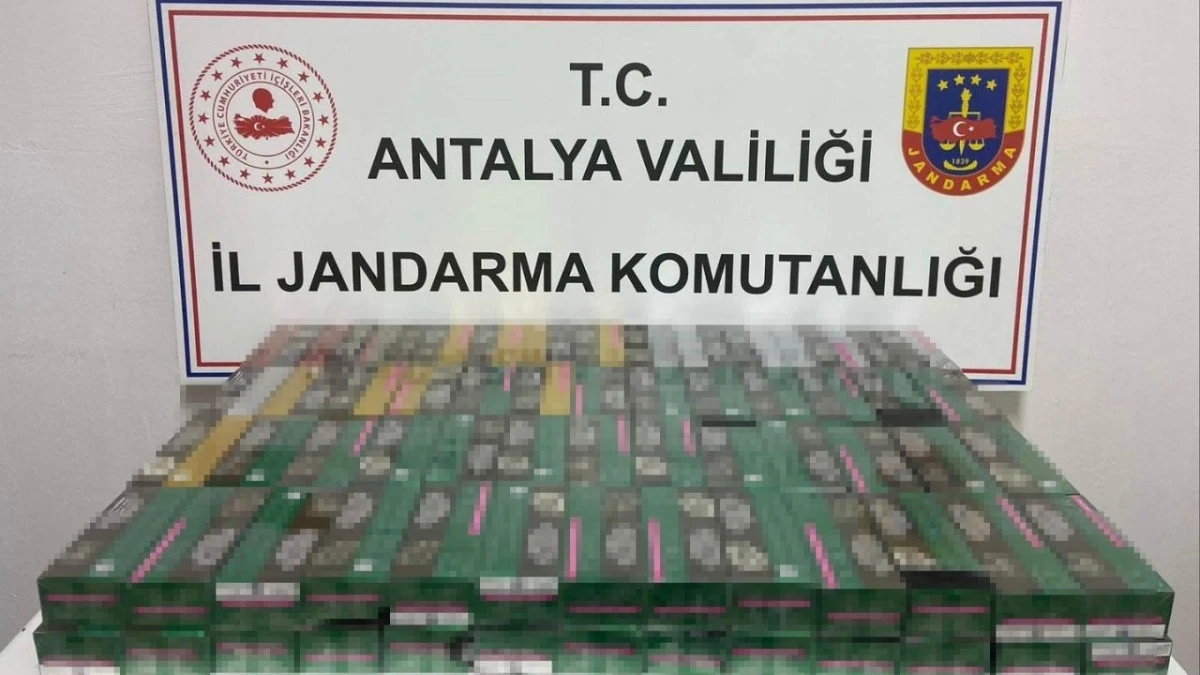 T.C.
ANTALYA VALİLİĞİ
İL JANDARMA KOMUTANLIĞI
TÜRKİYE CUMHURİYETİ İÇİŞLERİ BAKANLIĞI
1839
JANDARMA